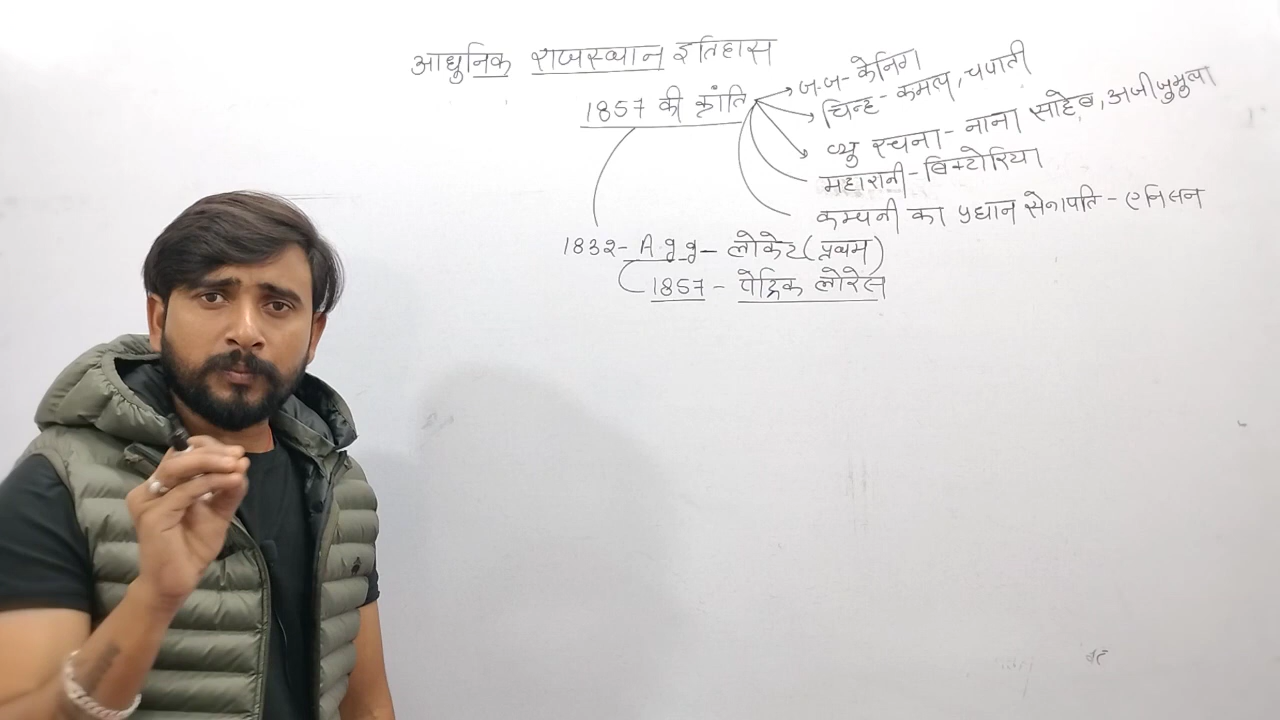 आधुनिक राजस्थान इतिहास
1857 की क्रांति
ज.ज - केनिंग
चिन्ह - कमल, चपाती
व्यु रचना - नाना साहेब, अजीजुमुला
महारानी - विक्टोरिया
कम्पनी का प्रधान सेनापति - एनिसन
1832 - A.g.g - लोकेट (प्रथम)
1857 - पेट्रिक लोरेस